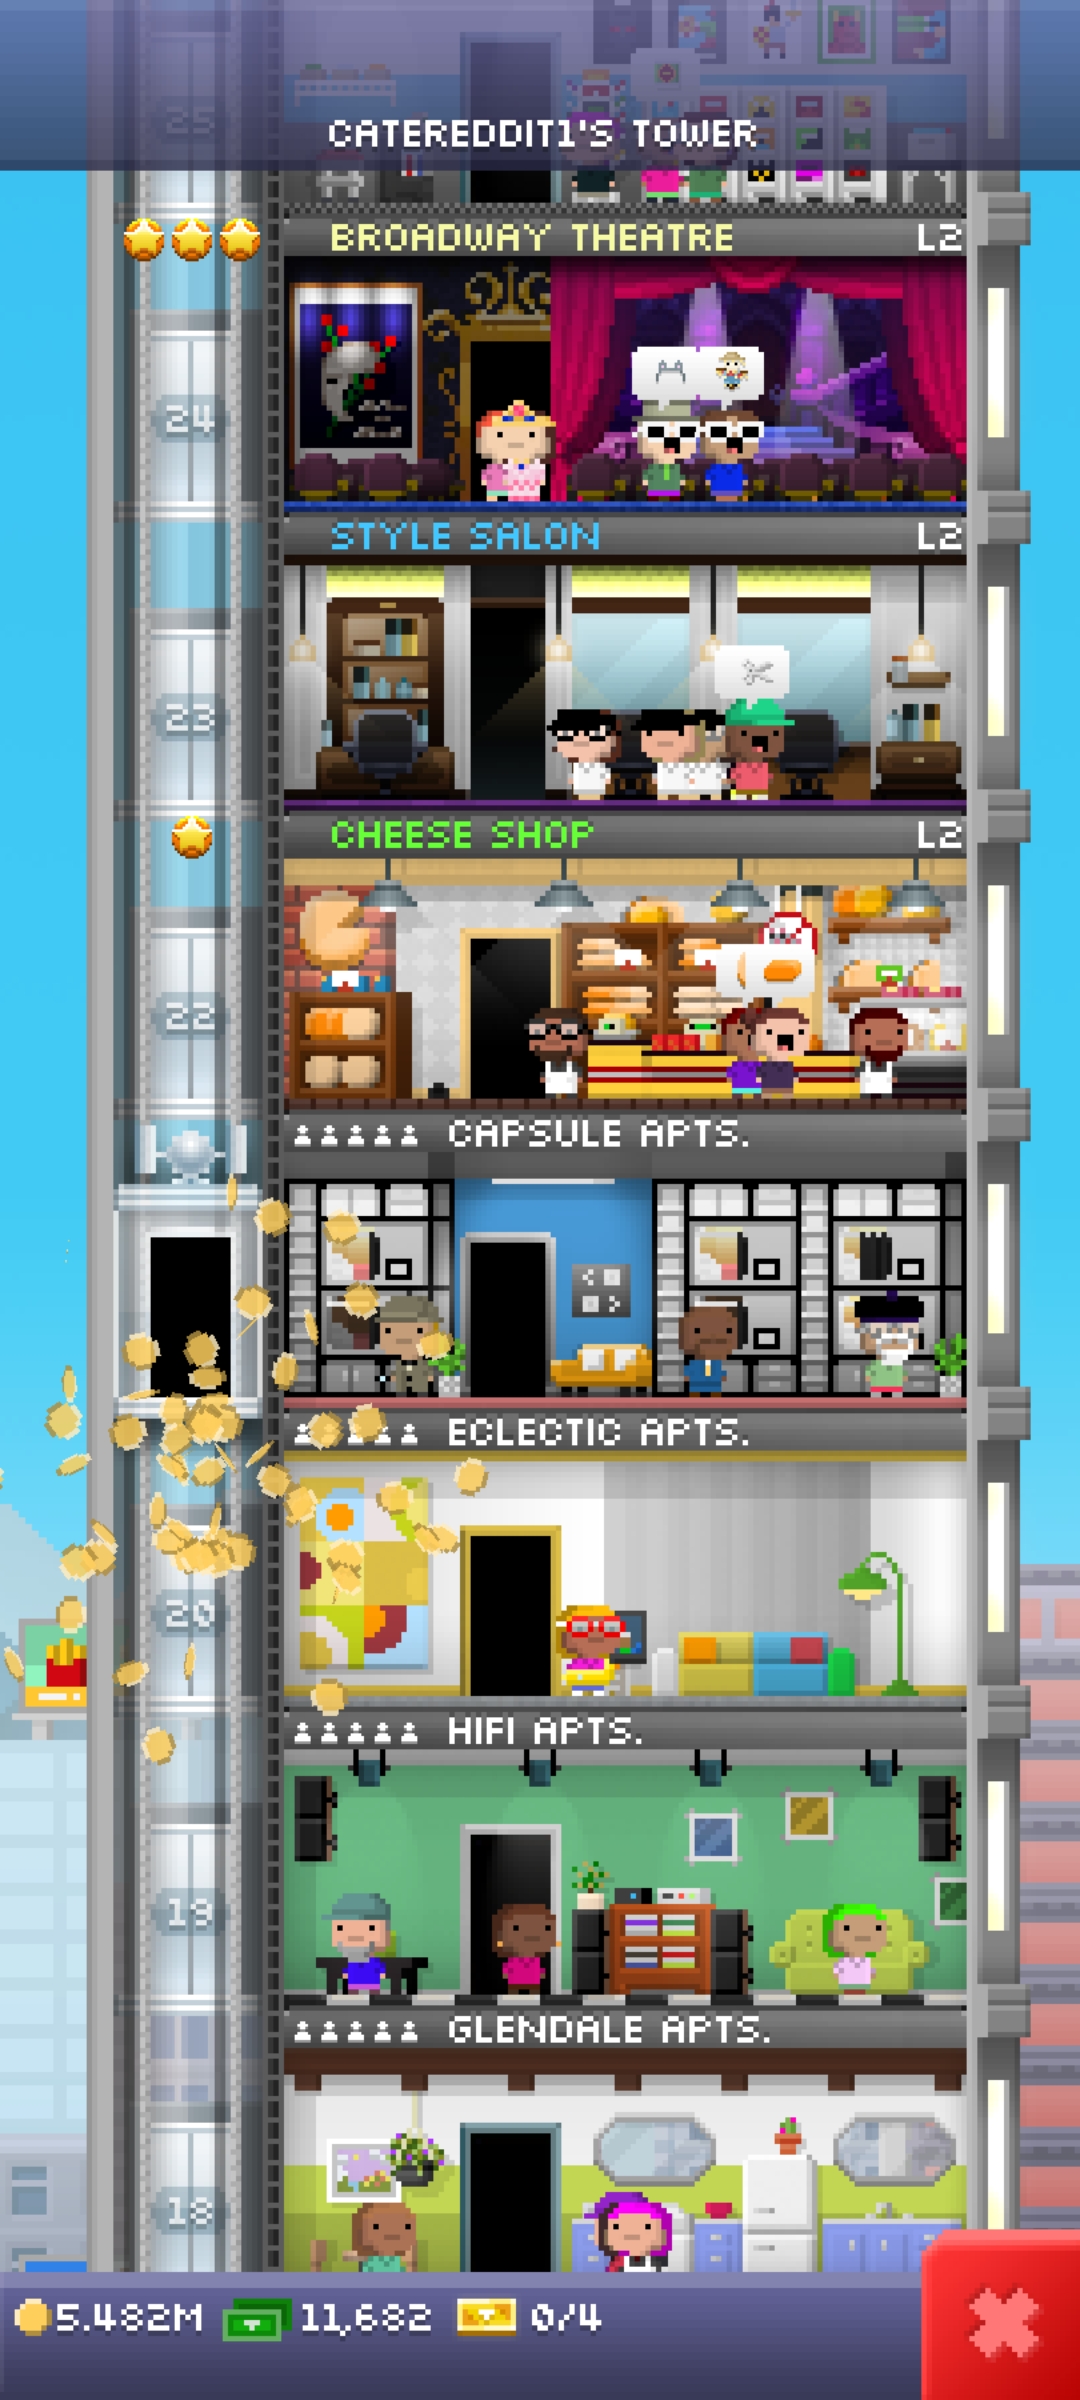 25
CATEREDDIT1'S TOWER
BROADWAY THEATRE L2
24
STYLE SALON L2
23
CHEESE SHOP L2
22
CAPSULE APTS.
ECLECTIC APTS.
20
HIFI APTS.
19
GLENDALE APTS.
18
5.482M 11,682 0/4